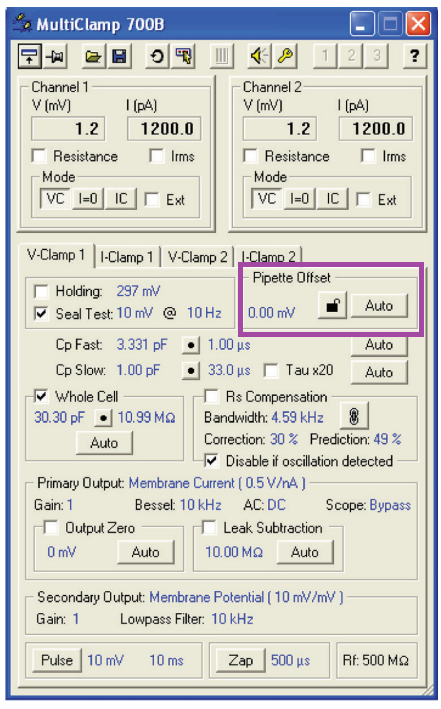 MultiClamp 700B
1 2 3 ?
Channel 1 Channel 2
V (mV) I (pA) V (mV) I (pA)
1.2 1200.0 1.2 1200.0
Resistance Irms Resistance Irms
Mode Mode
VC I=0 IC Ext VC I=0 IC Ext
V-Clamp 1 I-Clamp 1 V-Clamp 2 I-Clamp 2
Pipette Offset
Holding: 297 mV
0.00 mV Auto
Seal Test: 10 mV @ 10 Hz
Cp Fast: 3.331 pF 1.00 µs Auto
Cp Slow: 1.00 pF 33.0 µs Tau x20 Auto
Whole Cell Rs Compensation
30.30 pF 10.99 MΩ Bandwidth: 4.59 kHz
Auto Correction: 30 % Prediction: 49 %
Disable if oscillation detected
Primary Output: Membrane Current ( 0.5 V/nA )
Gain: 1 Bessel: 10 kHz AC: DC Scope: Bypass
Output Zero Leak Subtraction
0 mV Auto 10.00 MΩ Auto
Secondary Output: Membrane Potential ( 10 mV/mV )
Gain: 1 Lowpass Filter: 10 kHz
Pulse 10 mV 10 ms Zap 500 µs Rf: 500 MΩ